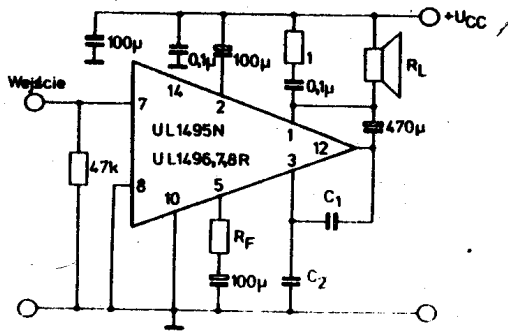 +UCC
100µ
0,1µ
100µ
1
0,1µ
RL
Wejście
7
14
2
1
470µ
UL1495N
UL1496,7,8R
12
47k
8
10
5
3
C1
RF
100µ
C2